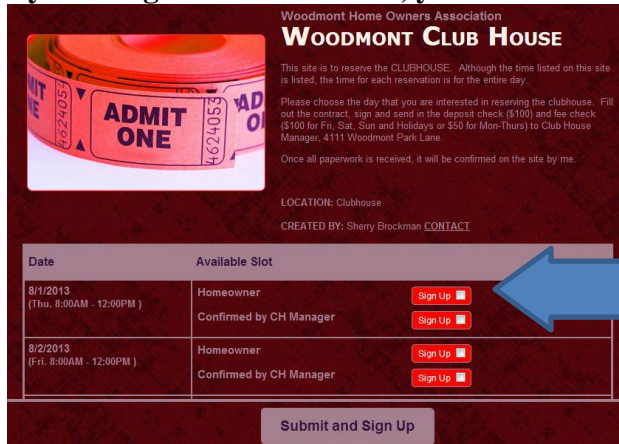 Woodmont Home Owners Association
WOODMONT CLUB HOUSE
This site is to reserve the CLUBHOUSE. Although the time listed on this site
is listed, the time for each reservation is for the entire day.
Please choose the day that you are interested in reserving the clubhouse. Fill
out the contract, sign and send in the deposit check ($100) and fee check
($100 for Fri, Sat, Sun and Holidays or $50 for Mon-Thurs) to Club House
Manager, 4111 Woodmont Park Lane.
Once all paperwork is received, it will be confirmed on the site by me.
LOCATION: Clubhouse
CREATED BY: Sherry Brockman CONTACT
ADMIT
ONE
4624053
Date Available Slot
8/1/2013 Homeowner Sign Up
(Thu. 8:00AM - 12:00PM )
Confirmed by CH Manager Sign Up
8/2/2013 Homeowner Sign Up
(Fri. 8:00AM - 12:00PM )
Confirmed by CH Manager Sign Up
Submit and Sign Up